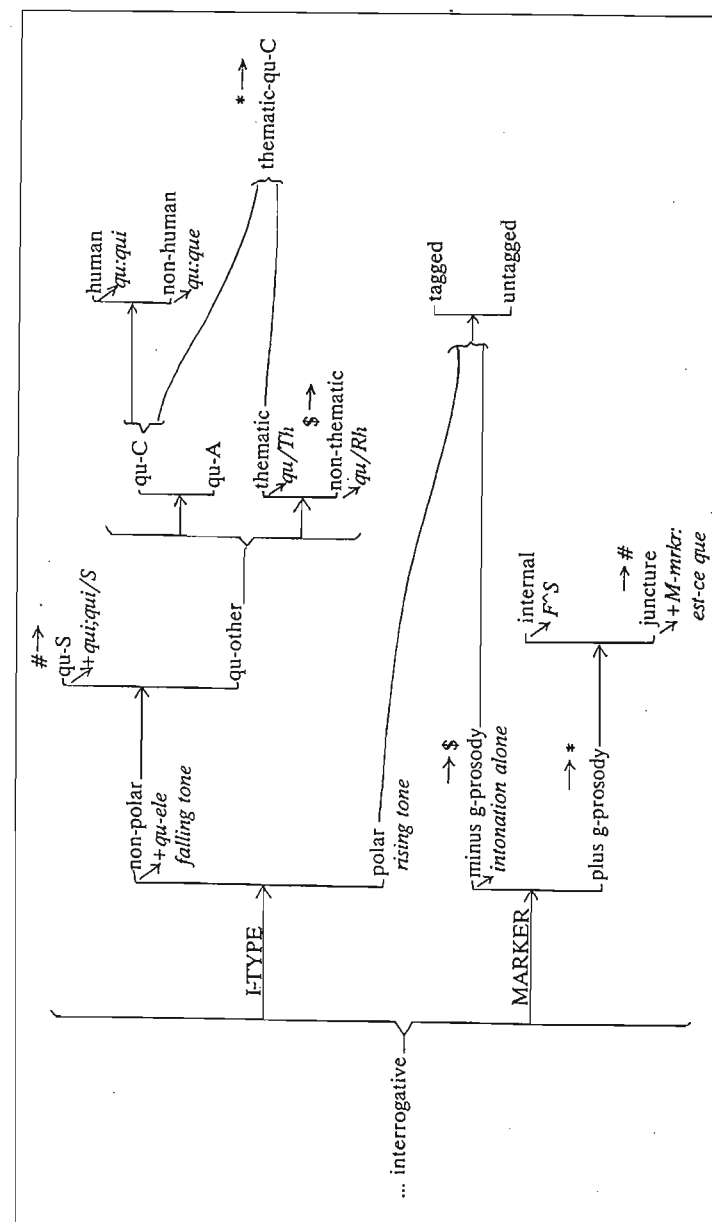 ... interrogative
I-TYPE
non-polar
+qu-ele
falling tone
# →
qu-S
+qui;qui/S
qu-other
qu-C
human
qu:qui
non-human
qu:que
qu-A
thematic
qu/Th
$ →
non-thematic
qu/Rh
* →
thematic-qu-C
polar
rising tone
tagged
untagged
MARKER
→ $
minus g-prosody
intonation alone
→ *
plus g-prosody
internal
F^S
→ #
juncture
+M-mrkr:
est-ce que